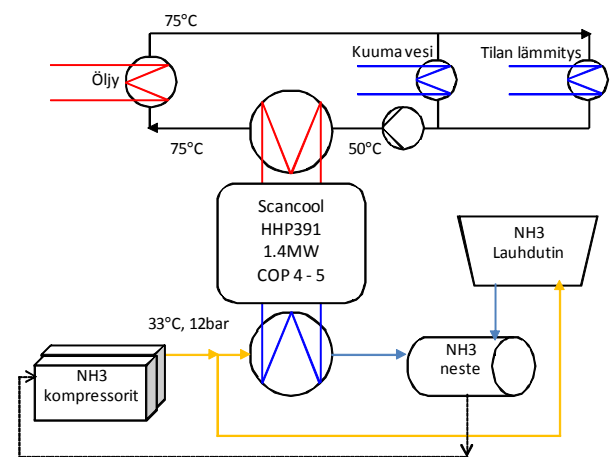 75°C
Kuuma vesi
Tilan lämmitys
Öljy
75°C
50°C
Scancool
HHP391
1.4MW
COP 4 - 5
NH3
Lauhdutin
33°C, 12bar
NH3
kompressorit
NH3
neste